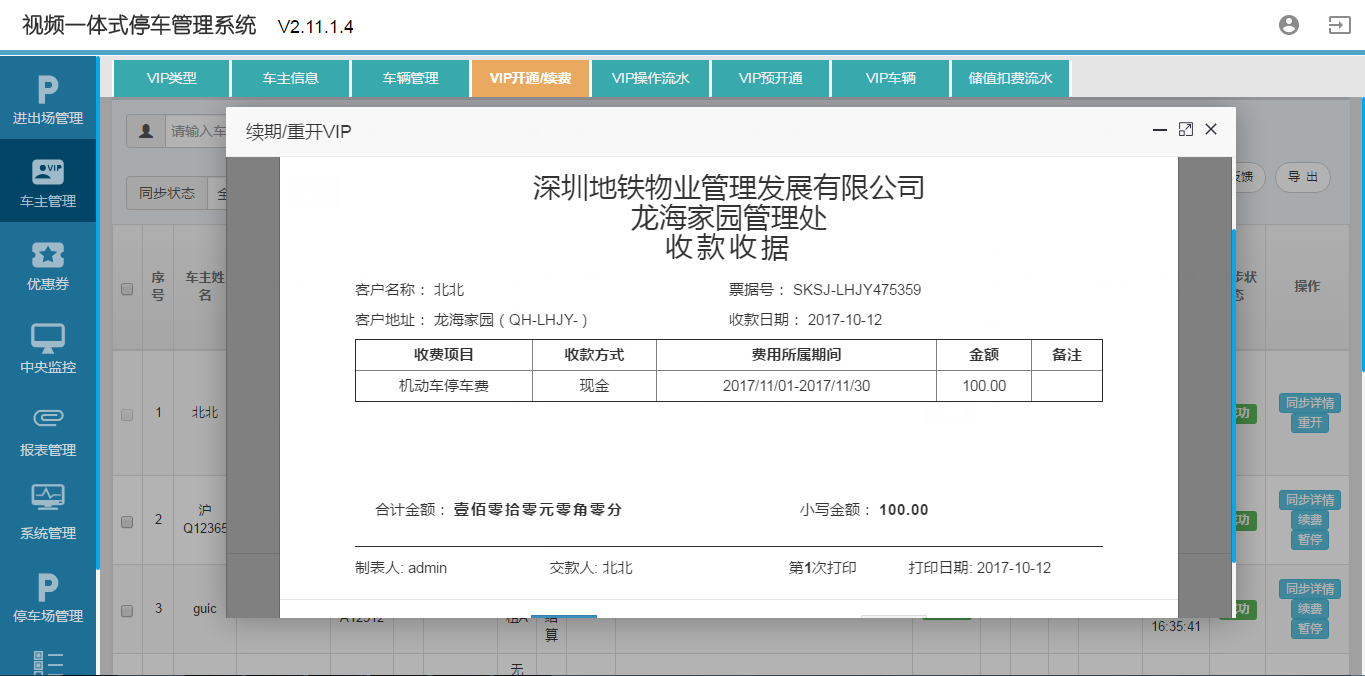 视频一体式停车管理系统 V2.11.1.4
VIP类型 车主信息 车辆管理 VIP开通/续费 VIP操作流水 VIP预开通 VIP车辆 储值扣费流水
进出场管理
车主管理
优惠券
中央监控
报表管理
系统管理
停车场管理
请输入车
同步状态
导 出
序号 车主姓名 操作
1 北北 同步详情
重开
2 沪Q12365 同步详情
续费
暂停
3 guic 同步详情
续费
暂停
16:35:41
结算
无
续期/重开VIP
深圳地铁物业管理发展有限公司
龙海家园管理处
收款收据
客户名称： 北北 票据号： SKSJ-LHJY475359
客户地址： 龙海家园 ( QH-LHJY- ) 收款日期： 2017-10-12
收费项目 收款方式 费用所属期间 金额 备注
机动车停车费 现金 2017/11/01-2017/11/30 100.00
合计金额： 壹佰零拾零元零角零分 小写金额： 100.00
制表人: admin 交款人: 北北 第1次打印 打印日期: 2017-10-12